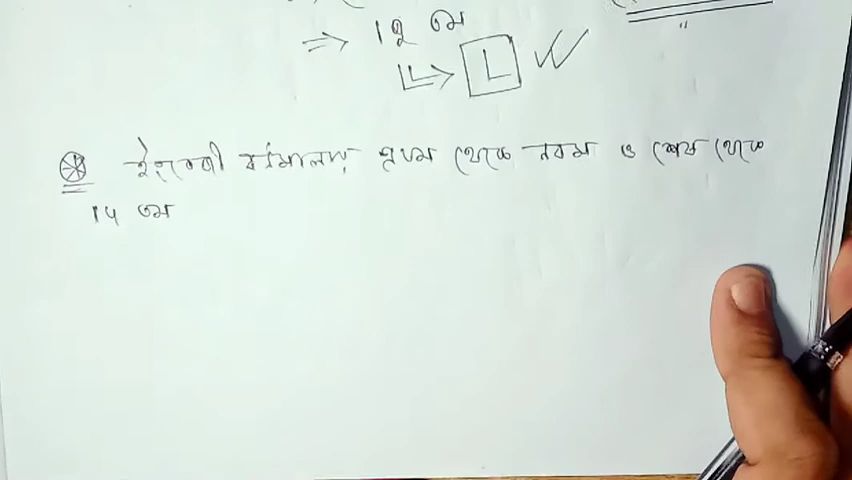 ⇒ ১২ তম
L ✓✓
ইংরেজী বর্ণমালায় প্রথম থেকে নবম ও শেষ থেকে
১৫ তম